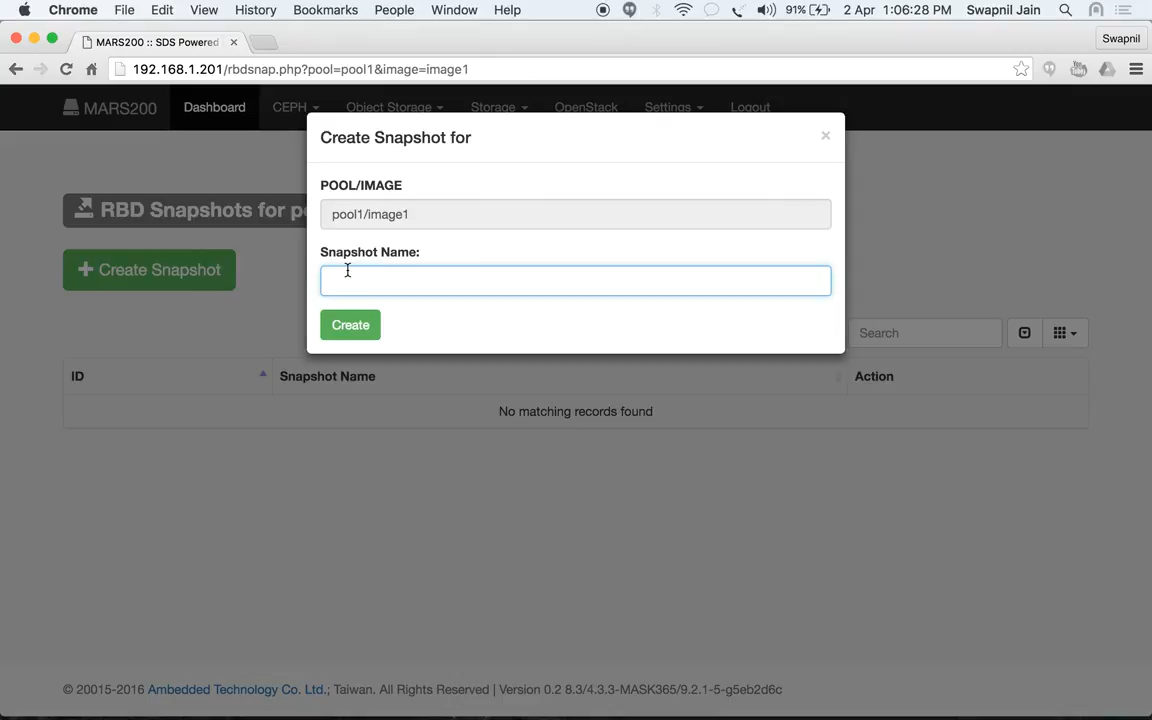 Chrome File Edit View History Bookmarks People Window Help 91% 2 Apr 1:06:28 PM Swapnil Jain
MARS200 :: SDS Powered Swapnil
192.168.1.201/rbdsnap.php?pool=pool1&image=image1
MARS200 Dashboard CEPH Object Storage Storage OpenStack Settings Logout
Create Snapshot for ×
POOL/IMAGE
pool1/image1
RBD Snapshots for p
Snapshot Name:
Create Snapshot
Create
Search
ID Snapshot Name Action
No matching records found
© 20015-2016 Ambedded Technology Co. Ltd.; Taiwan. All Rights Reserved | Version 0.2 8.3/4.3.3-MASK365/9.2.1-5-g5eb2d6c